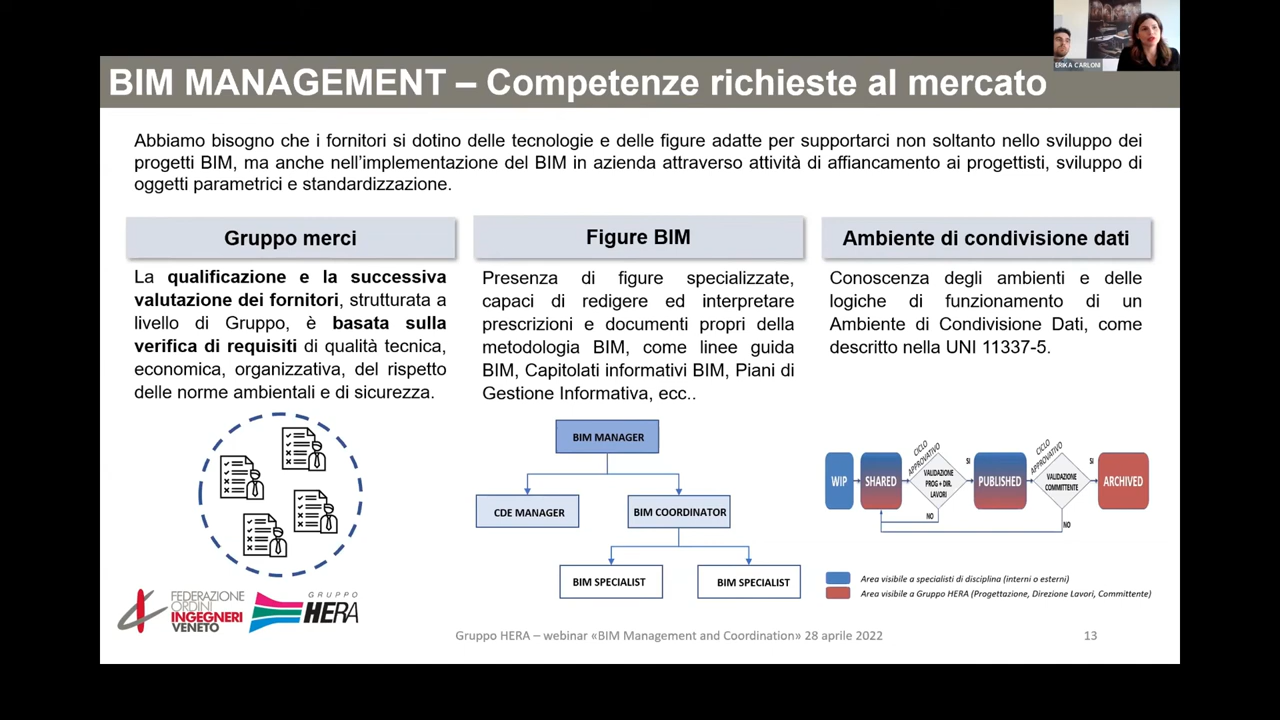 ERIKA CARLONI
BIM MANAGEMENT – Competenze richieste al mercato
Abbiamo bisogno che i fornitori si dotino delle tecnologie e delle figure adatte per supportarci non soltanto nello sviluppo dei
progetti BIM, ma anche nell'implementazione del BIM in azienda attraverso attività di affiancamento ai progettisti, sviluppo di
oggetti parametrici e standardizzazione.
Gruppo merci
La qualificazione e la successiva
valutazione dei fornitori, strutturata a
livello di Gruppo, è basata sulla
verifica di requisiti di qualità tecnica,
economica, organizzativa, del rispetto
delle norme ambientali e di sicurezza.
Figure BIM
Presenza di figure specializzate,
capaci di redigere ed interpretare
prescrizioni e documenti propri della
metodologia BIM, come linee guida
BIM, Capitolati informativi BIM, Piani di
Gestione Informativa, ecc..
BIM MANAGER
CDE MANAGER
BIM COORDINATOR
BIM SPECIALIST
BIM SPECIALIST
Ambiente di condivisione dati
Conoscenza degli ambienti e delle
logiche di funzionamento di un
Ambiente di Condivisione Dati, come
descritto nella UNI 11337-5.
WIP
SHARED
CICLO
APPROVATIVO
VALIDAZIONE
PROG + DIR.
LAVORI
SI
NO
PUBLISHED
CICLO
APPROVATIVO
VALIDAZIONE
COMMITTENTE
SI
NO
ARCHIVED
Area visibile a specialisti di disciplina (interni o esterni)
Area visibile a Gruppo HERA (Progettazione, Direzione Lavori, Committente)
FEDERAZIONE
ORDINI
INGEGNERI
VENETO
GRUPPO
HERA
Gruppo HERA – webinar «BIM Management and Coordination» 28 aprile 2022
13